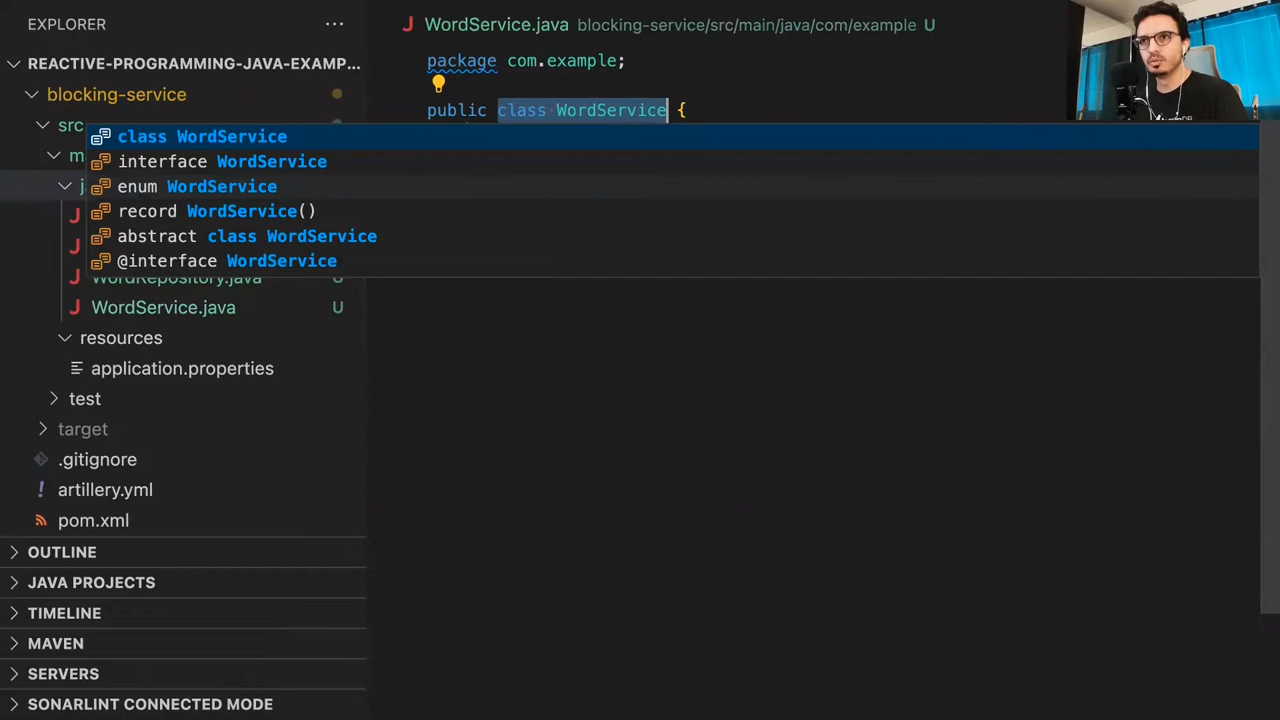 EXPLORER
REACTIVE-PROGRAMMING-JAVA-EXAMP...
blocking-service
src
m
j
J
J
J WordRepository.java U
J WordService.java U
resources
application.properties
test
target
.gitignore
! artillery.yml
pom.xml
OUTLINE
JAVA PROJECTS
TIMELINE
MAVEN
SERVERS
SONARLINT CONNECTED MODE
J WordService.java blocking-service/src/main/java/com/example U
package com.example;
public class WordService {
class WordService
interface WordService
enum WordService
record WordService()
abstract class WordService
@interface WordService